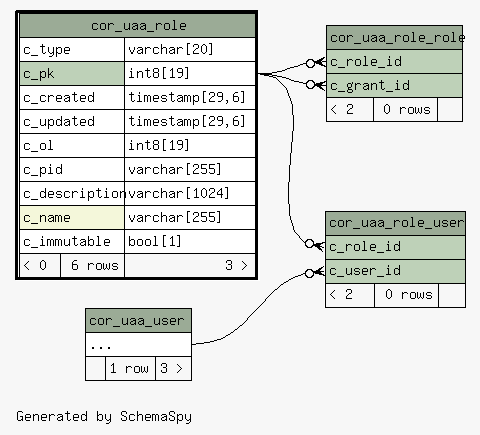 cor_uaa_role
c_type varchar[20]
c_pk int8[19]
c_created timestamp[29,6]
c_updated timestamp[29,6]
c_ol int8[19]
c_pid varchar[255]
c_description varchar[1024]
c_name varchar[255]
c_immutable bool[1]
< 0 6 rows 3 >
cor_uaa_role_role
c_role_id
c_grant_id
< 2 0 rows
cor_uaa_role_user
c_role_id
c_user_id
< 2 0 rows
cor_uaa_user
...
1 row 3 >
Generated by SchemaSpy